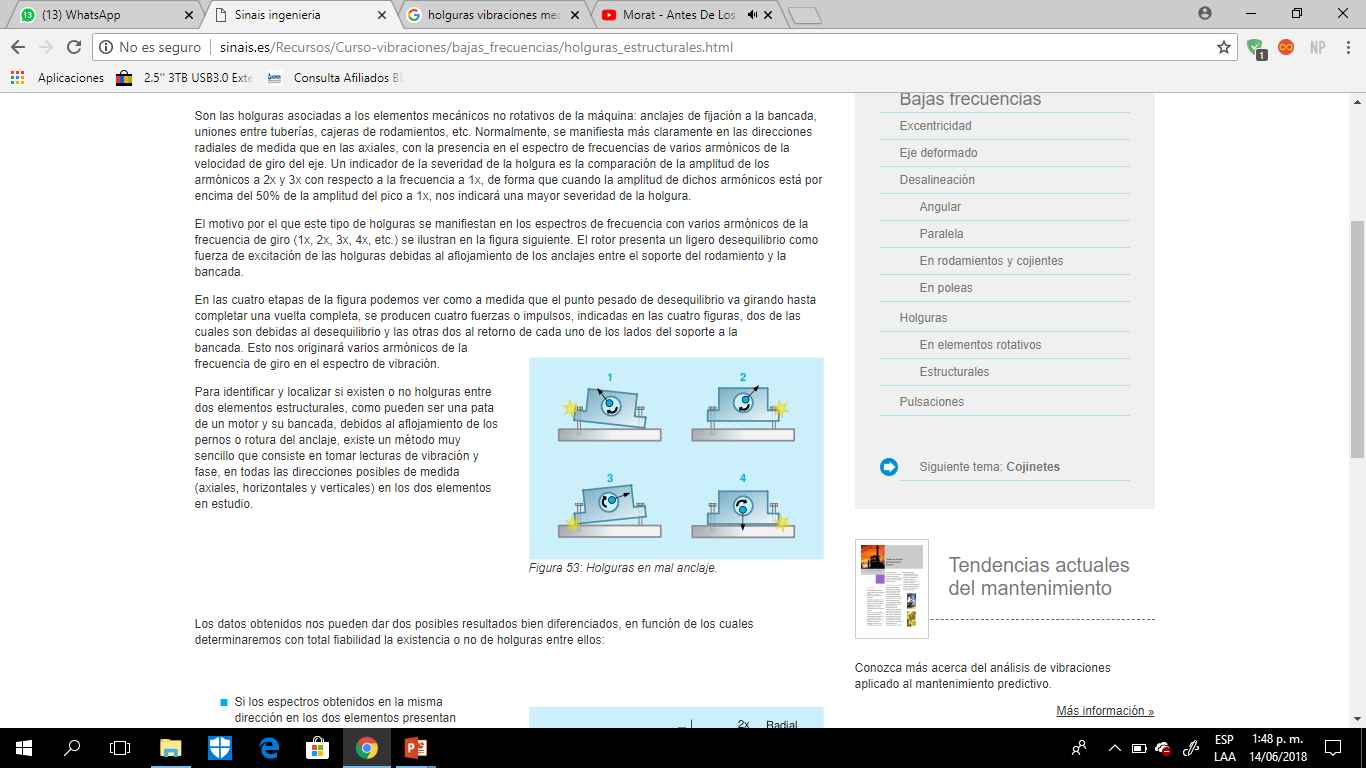 (13) WhatsApp
Sinais ingenieria
holguras vibraciones mec
Morat - Antes De Los
No es seguro
sinais.es/Recursos/Curso-vibraciones/bajas_frecuencias/holguras_estructurales.html
1
NP
Aplicaciones
2.5" 3TB USB3.0 Exte
Consulta Afiliados BD
Son las holguras asociadas a los elementos mecánicos no rotativos de la máquina: anclajes de fijación a la bancada,
uniones entre tuberías, cajeras de rodamientos, etc. Normalmente, se manifiesta más claramente en las direcciones
radiales de medida que en las axiales, con la presencia en el espectro de frecuencias de varios armónicos de la
velocidad de giro del eje. Un indicador de la severidad de la holgura es la comparación de la amplitud de los
armónicos a 2x y 3x con respecto a la frecuencia a 1x, de forma que cuando la amplitud de dichos armónicos está por
encima del 50% de la amplitud del pico a 1x, nos indicará una mayor severidad de la holgura.
El motivo por el que este tipo de holguras se manifiestan en los espectros de frecuencia con varios armónicos de la
frecuencia de giro (1x, 2x, 3x, 4x, etc.) se ilustran en la figura siguiente. El rotor presenta un ligero desequilibrio como
fuerza de excitación de las holguras debidas al aflojamiento de los anclajes entre el soporte del rodamiento y la
bancada.
En las cuatro etapas de la figura podemos ver como a medida que el punto pesado de desequilibrio va girando hasta
completar una vuelta completa, se producen cuatro fuerzas o impulsos, indicadas en las cuatro figuras, dos de las
cuales son debidas al desequilibrio y las otras dos al retorno de cada uno de los lados del soporte a la
bancada. Esto nos originará varios armónicos de la
frecuencia de giro en el espectro de vibración.
Para identificar y localizar si existen o no holguras entre
dos elementos estructurales, como pueden ser una pata
de un motor y su bancada, debidos al aflojamiento de los
pernos o rotura del anclaje, existe un método muy
sencillo que consiste en tomar lecturas de vibración y
fase, en todas las direcciones posibles de medida
(axiales, horizontales y verticales) en los dos elementos
en estudio.
1
2
3
4
Figura 53: Holguras en mal anclaje.
Los datos obtenidos nos pueden dar dos posibles resultados bien diferenciados, en función de los cuales
determinaremos con total fiabilidad la existencia o no de holguras entre ellos:
Si los espectros obtenidos en la misma
dirección en los dos elementos presentan
2x
Radial
Bajas frecuencias
Excentricidad
Eje deformado
Desalineación
Angular
Paralela
En rodamientos y cojientes
En poleas
Holguras
En elementos rotativos
Estructurales
Pulsaciones
Siguiente tema: Cojinetes
Tendencias actuales
del mantenimiento
Conozca más acerca del análisis de vibraciones
aplicado al mantenimiento predictivo.
Más información »
ESP
LAA
1:48 p. m.
14/06/2018